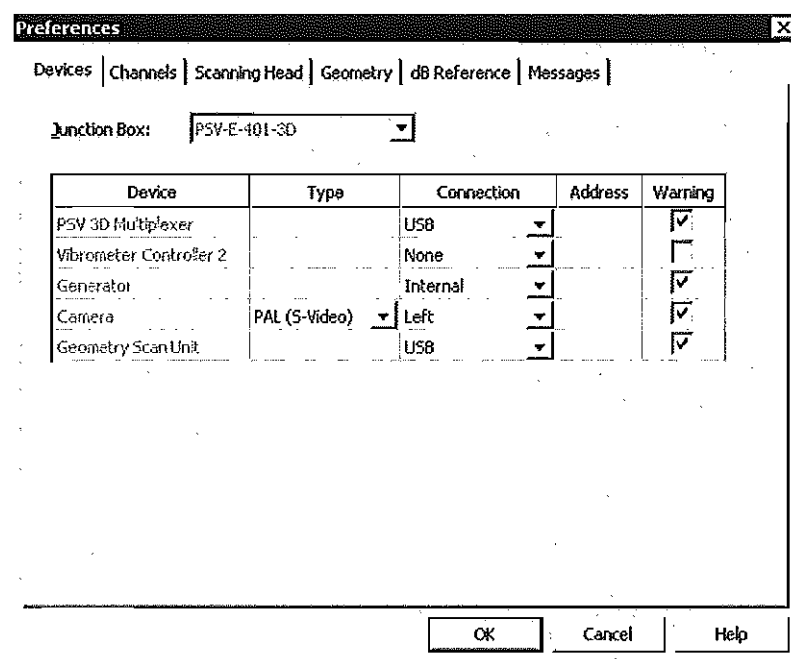 Preferences
Devices Channels Scanning Head Geometry dB Reference Messages
Junction Box: PSV-E-401-3D
Device Type Connection Address Warning
PSV 3D Multiplexer USB
Vibrometer Controller 2 None
Generator Internal
Camera PAL (S-Video) Left
Geometry Scan Unit USB
OK Cancel Help